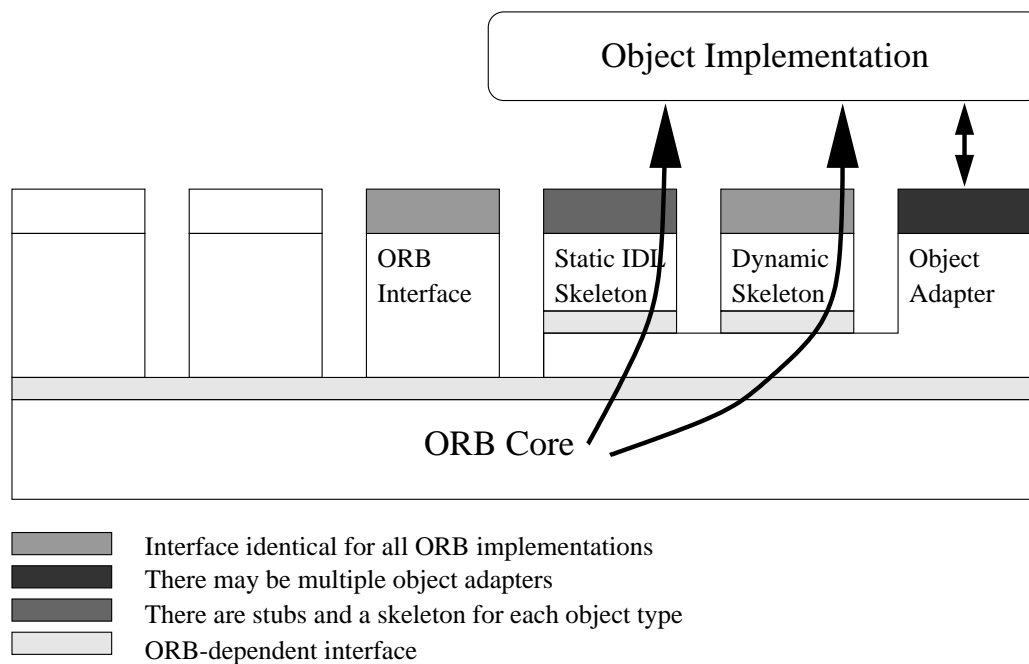 Object Implementation
ORB
Interface
Static IDL
Skeleton
Dynamic
Skeleton
Object
Adapter
ORB Core
Interface identical for all ORB implementations
There may be multiple object adapters
There are stubs and a skeleton for each object type
ORB-dependent interface